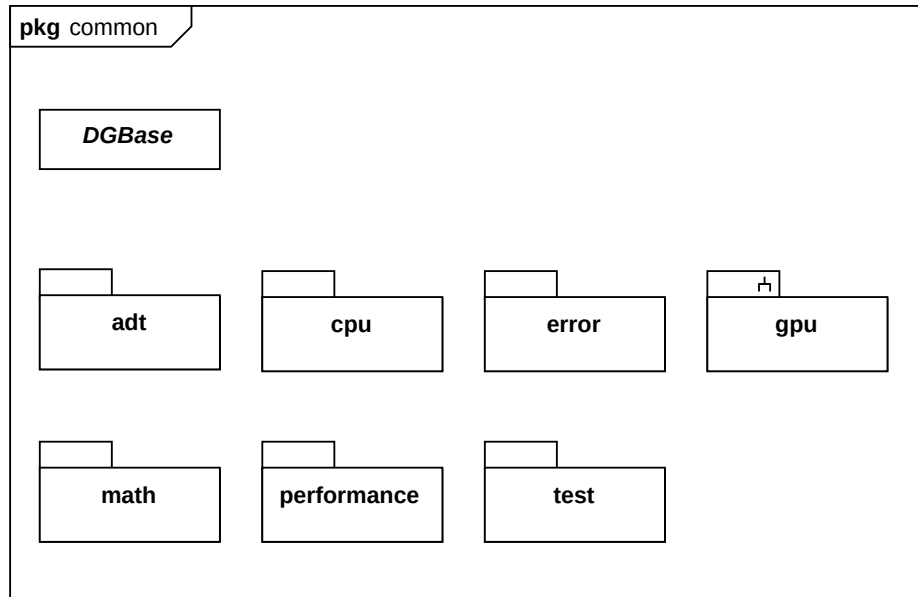 pkg common
DGBase
adt
cpu
error
gpu
math
performance
test